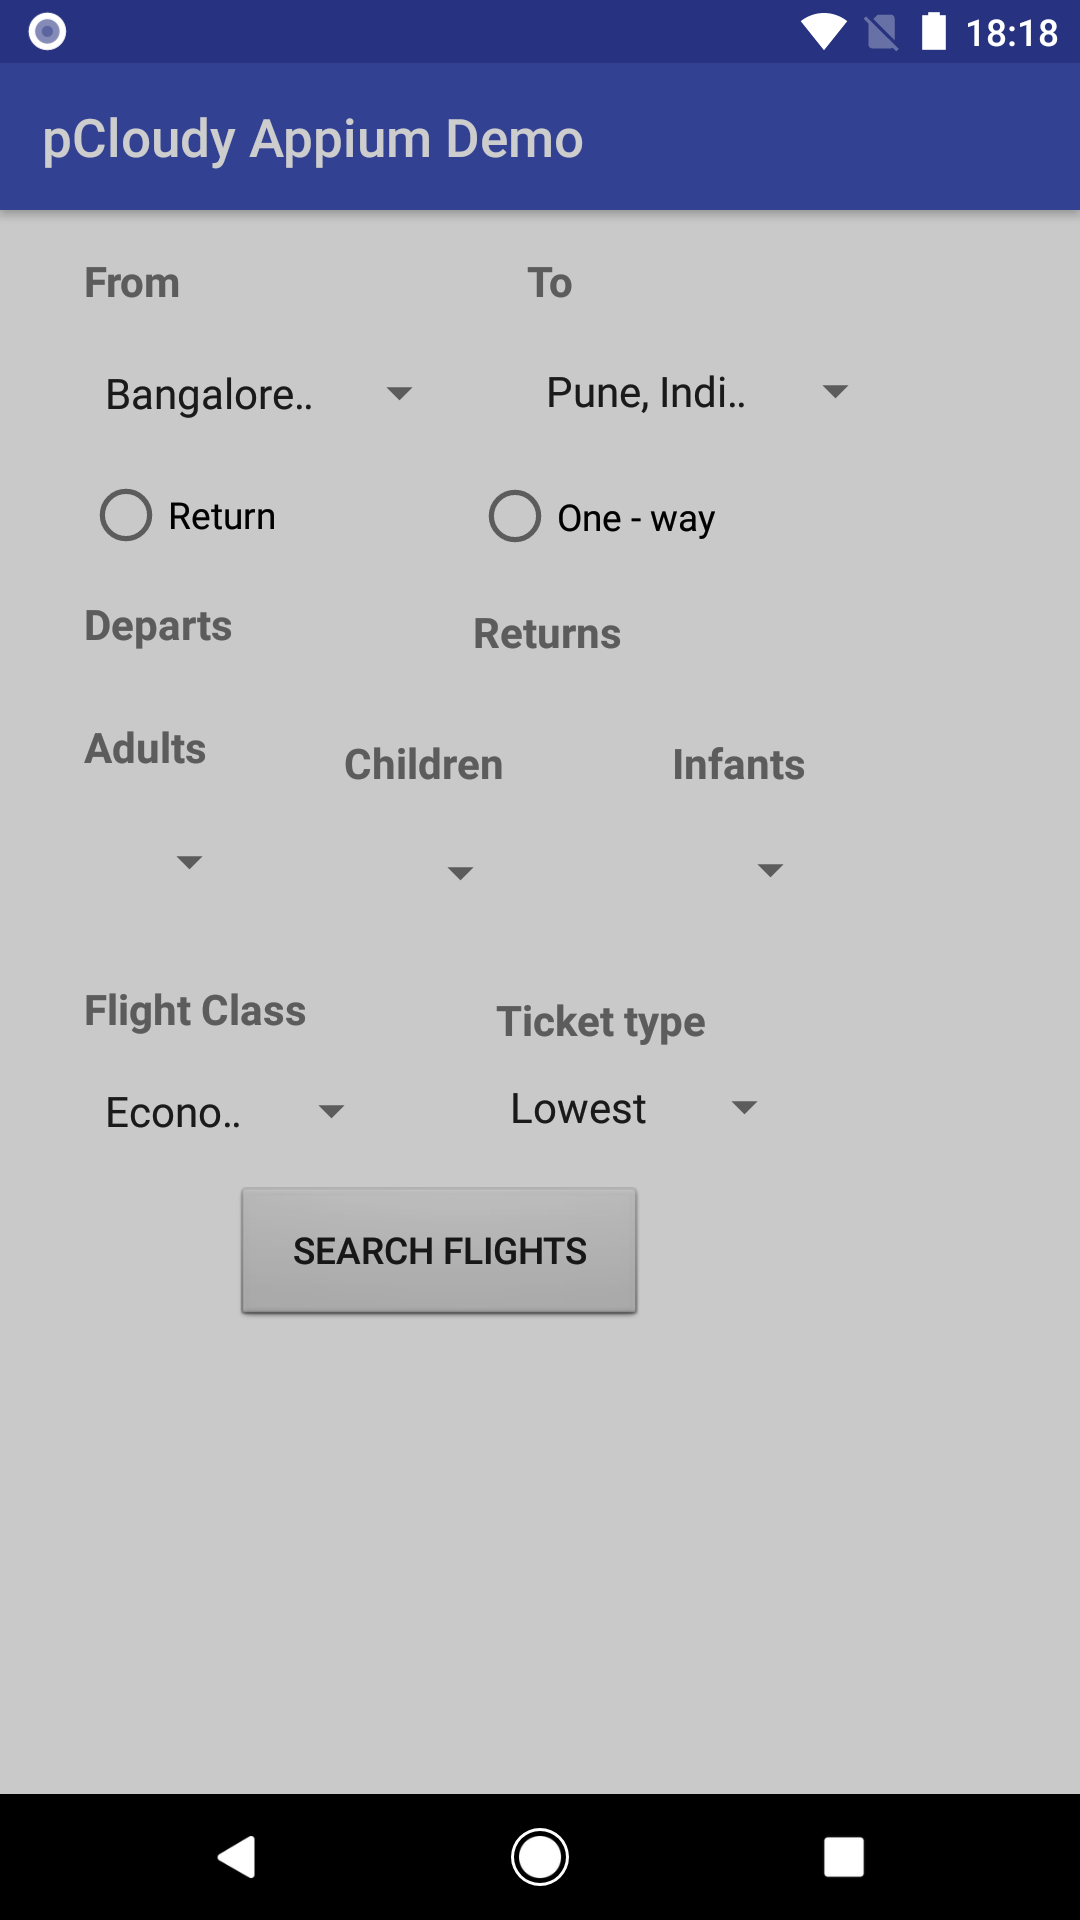 18:18
pCloudy Appium Demo
From To
Bangalore.. Pune, Indi..
Return One - way
Departs Returns
Adults Children Infants
Flight Class Ticket type
Econo.. Lowest
SEARCH FLIGHTS